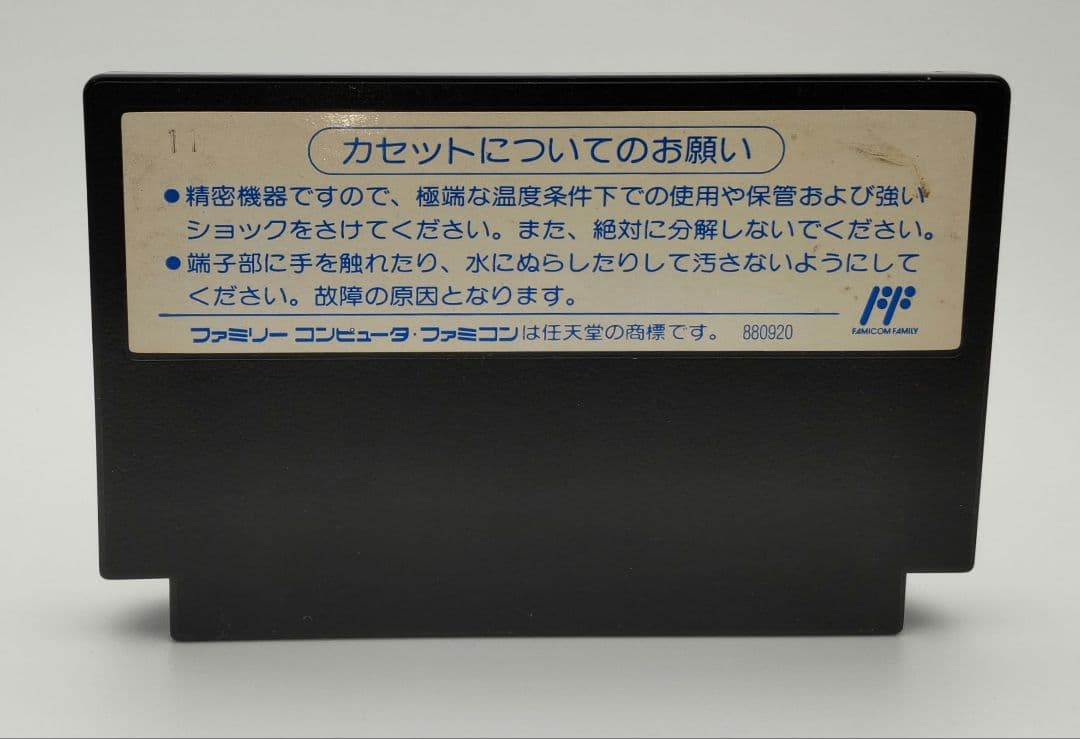 11
カセットについてのお願い
●精密機器ですので、極端な温度条件下での使用や保管および強い
ショックをさけてください。また、絶対に分解しないでください。
●端子部に手を触れたり、水にぬらしたりして汚さないようにして
ください。故障の原因となります。
FAMICOM FAMILY
ファミリーコンピュータ・ファミコンは任天堂の商標です。 880920